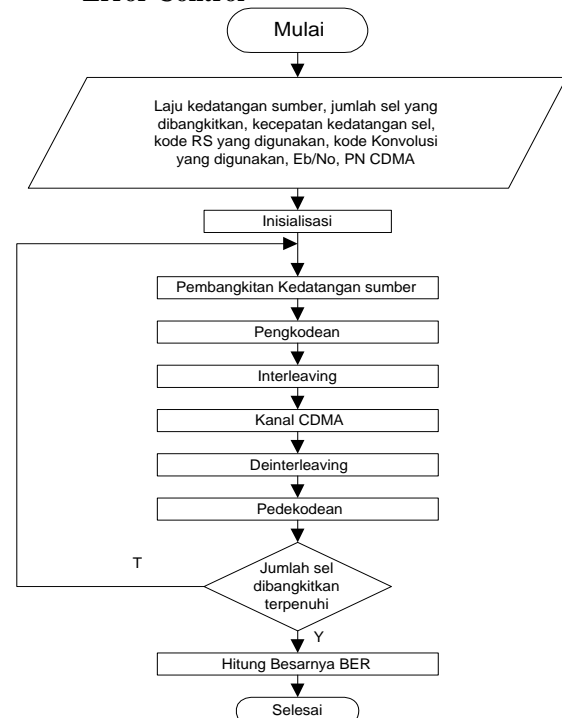 Error Control
Mulai
Laju kedatangan sumber, jumlah sel yang
dibangkitkan, kecepatan kedatangan sel,
kode RS yang digunakan, kode Konvolusi
yang digunakan, Eb/No, PN CDMA
Inisialisasi
Pembangkitan Kedatangan sumber
Pengkodean
Interleaving
Kanal CDMA
Deinterleaving
Pedekodean
T
Jumlah sel
dibangkitkan
terpenuhi
Y
Hitung Besarnya BER
Selesai